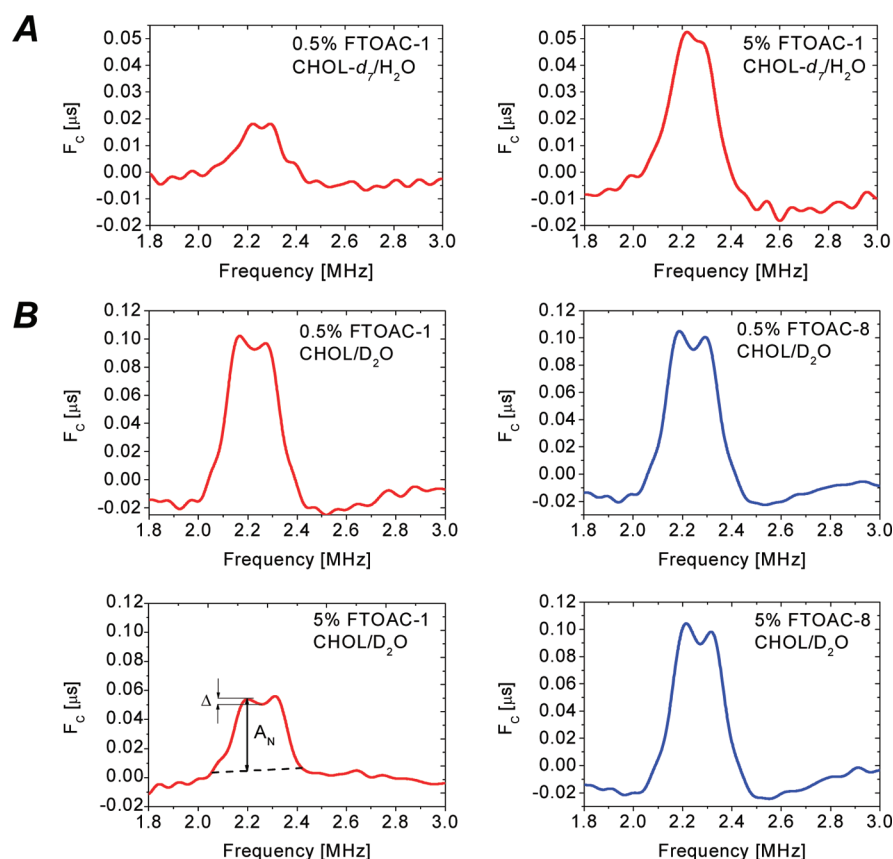 A
0.5% FTOAC-1
CHOL-d₇/H₂O
F_C [µs]
0.05
0.04
0.03
0.02
0.01
0.00
-0.01
-0.02
1.8 2.0 2.2 2.4 2.6 2.8 3.0
Frequency [MHz]
5% FTOAC-1
CHOL-d₇/H₂O
F_C [µs]
0.05
0.04
0.03
0.02
0.01
0.00
-0.01
-0.02
1.8 2.0 2.2 2.4 2.6 2.8 3.0
Frequency [MHz]
B
0.5% FTOAC-1
CHOL/D₂O
F_C [µs]
0.12
0.10
0.08
0.06
0.04
0.02
0.00
-0.02
1.8 2.0 2.2 2.4 2.6 2.8 3.0
Frequency [MHz]
0.5% FTOAC-8
CHOL/D₂O
F_C [µs]
0.12
0.10
0.08
0.06
0.04
0.02
0.00
-0.02
1.8 2.0 2.2 2.4 2.6 2.8 3.0
Frequency [MHz]
5% FTOAC-1
CHOL/D₂O
F_C [µs]
0.12
0.10
0.08
0.06
0.04
0.02
0.00
-0.02
Δ
A_N
1.8 2.0 2.2 2.4 2.6 2.8 3.0
Frequency [MHz]
5% FTOAC-8
CHOL/D₂O
F_C [µs]
0.12
0.10
0.08
0.06
0.04
0.02
0.00
-0.02
1.8 2.0 2.2 2.4 2.6 2.8 3.0
Frequency [MHz]